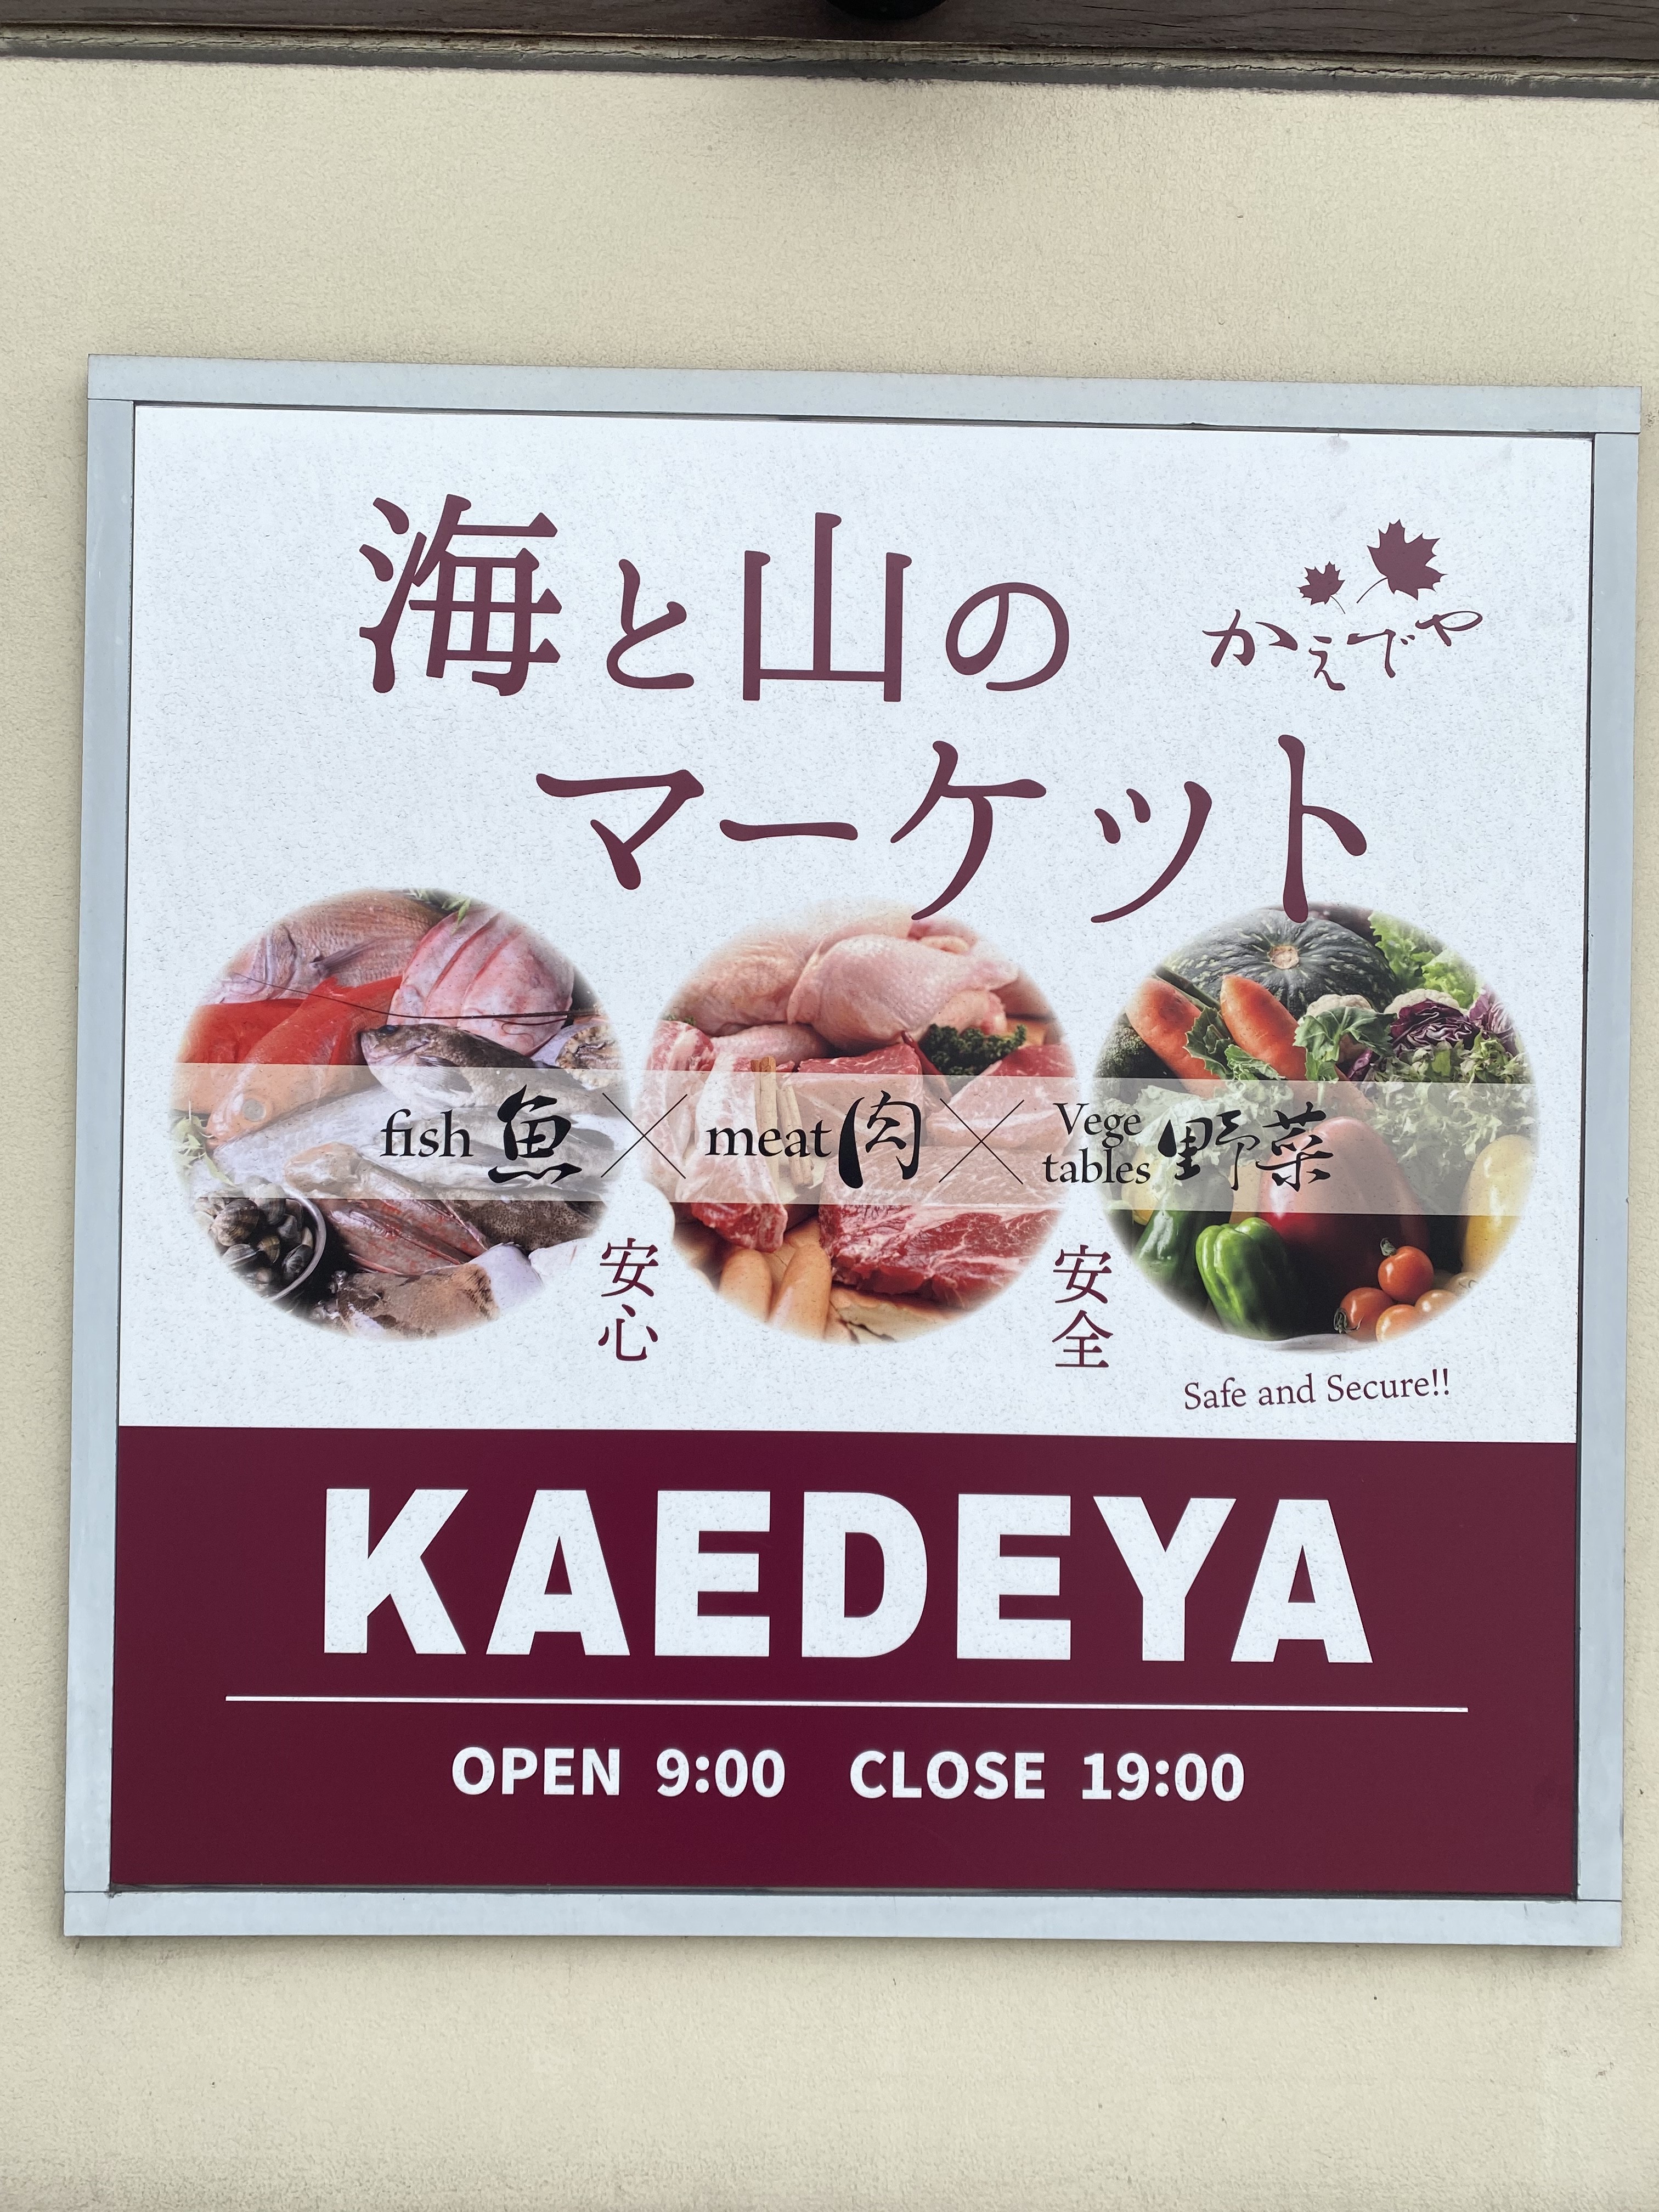 海と山の
かえでや
マーケット
fish 魚 × meat 肉 × Vege tables 野菜
安心
安全
Safe and Secure!!
KAEDEYA
OPEN 9:00 CLOSE 19:00